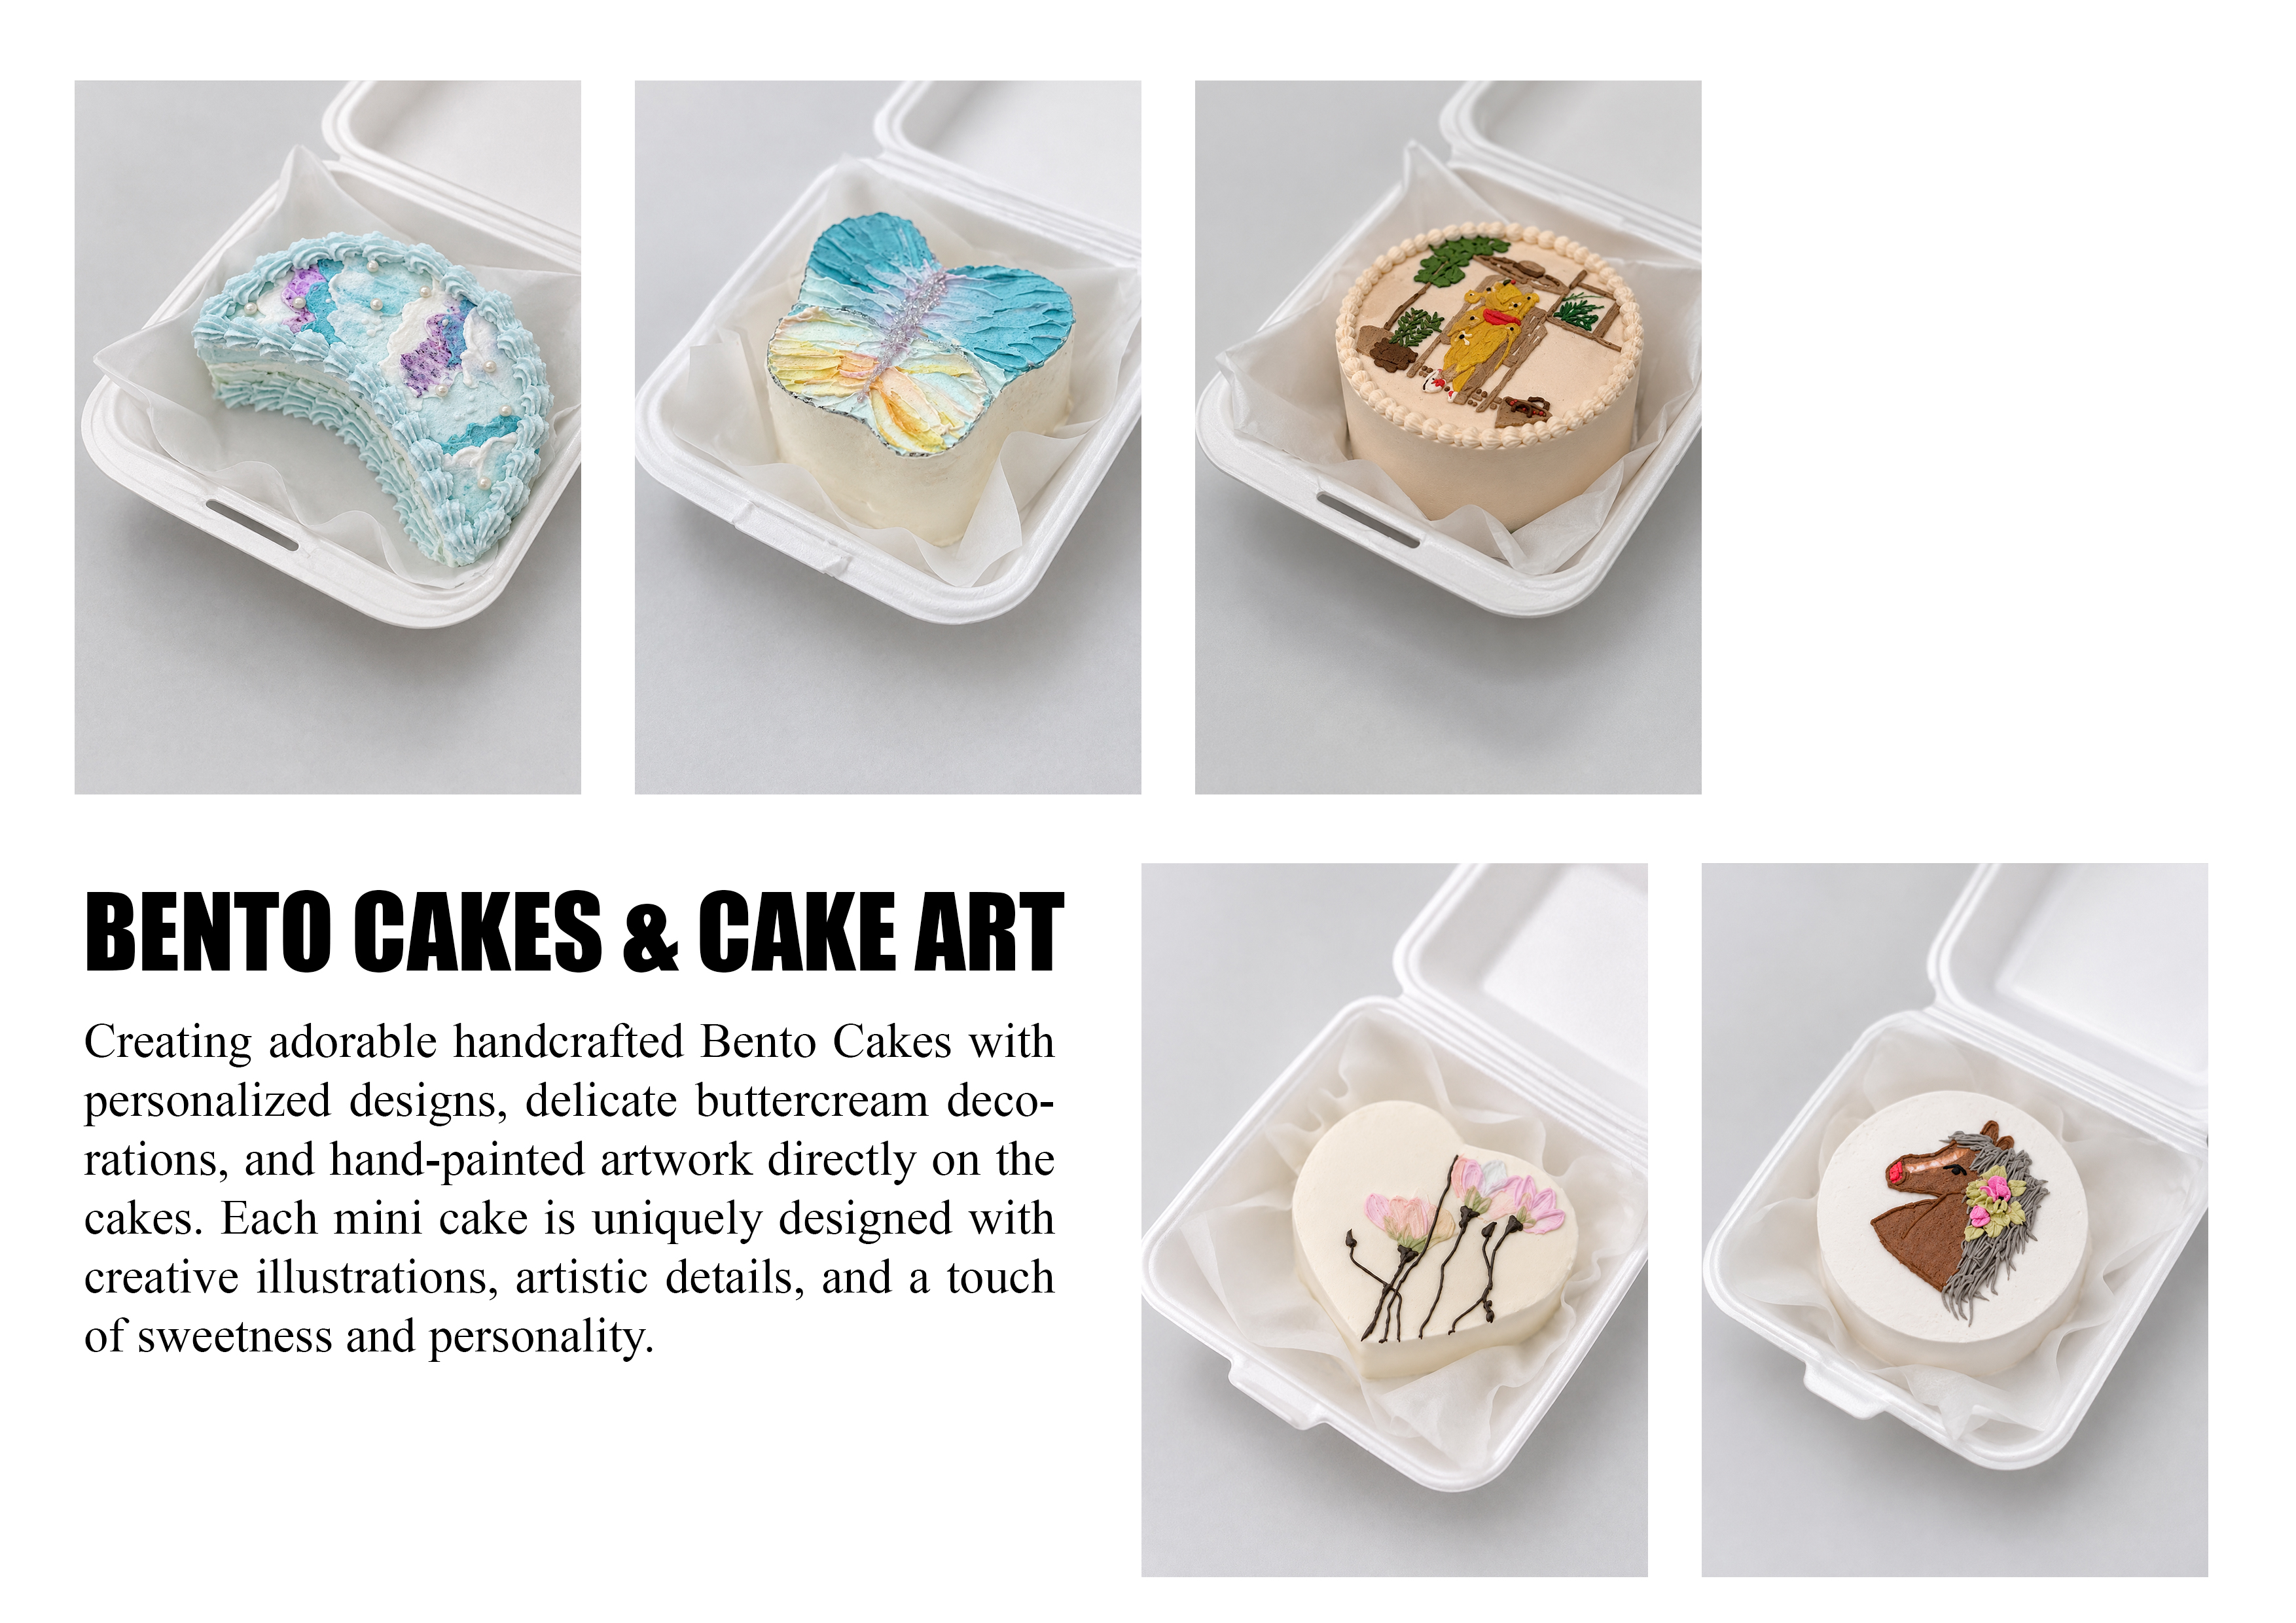 BENTO CAKES & CAKE ART
Creating adorable handcrafted Bento Cakes with
personalized designs, delicate buttercream deco-
rations, and hand-painted artwork directly on the
cakes. Each mini cake is uniquely designed with
creative illustrations, artistic details, and a touch
of sweetness and personality.